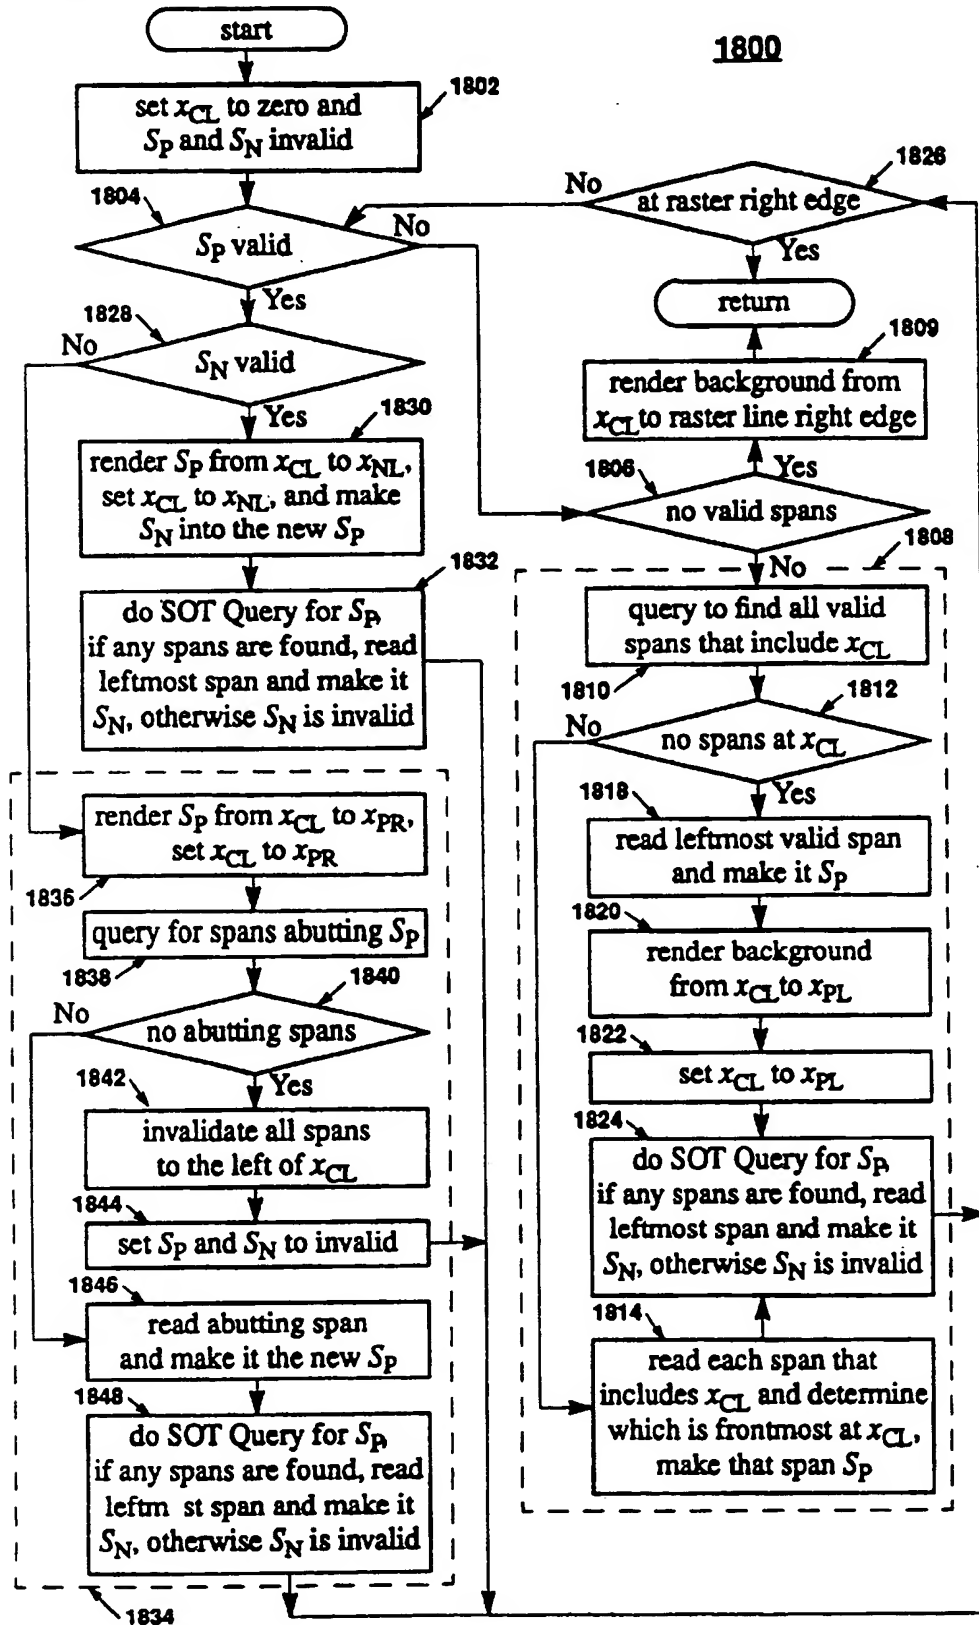 start
1800
1802
set xCL to zero and
SP and SN invalid
1804
SP valid
No
Yes
1826
No
at raster right edge
Yes
return
1828
No
SN valid
Yes
1809
render background from
xCL to raster line right edge
1830
render SP from xCL to xNL,
set xCL to xNL, and make
SN into the new SP
1806
Yes
no valid spans
No
1808
1832
do SOT Query for SP,
if any spans are found, read
leftmost span and make it
SN, otherwise SN is invalid
query to find all valid
spans that include xCL
1810
1812
No
no spans at xCL
Yes
render SP from xCL to xPR,
set xCL to xPR
1836
1818
read leftmost valid span
and make it SP
query for spans abutting SP
1838
1820
render background
from xCL to xPL
1840
No
no abutting spans
Yes
1822
set xCL to xPL
1842
invalidate all spans
to the left of xCL
1824
do SOT Query for SP,
if any spans are found, read
leftmost span and make it
SN, otherwise SN is invalid
1844
set SP and SN to invalid
1846
read abutting span
and make it the new SP
1814
read each span that
includes xCL and determine
which is frontmost at xCL,
make that span SP
1848
do SOT Query for SP,
if any spans are found, read
leftm st span and make it
SN, otherwise SN is invalid
1834